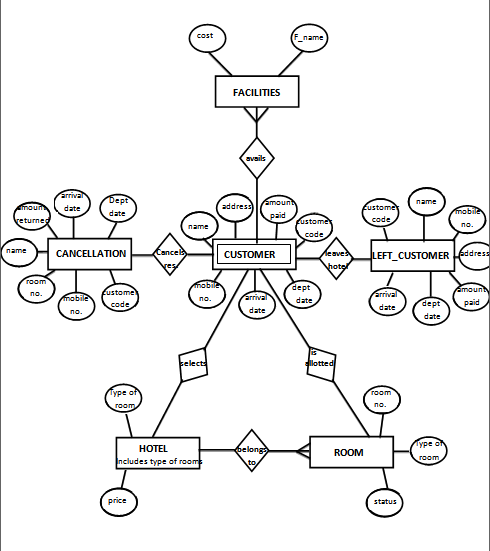 cost
F_name
FACILITIES
avails
amount
returned
arrival
date
Dept
date
name
CANCELLATION
room
no.
mobile
no.
customer
code
Cancels
res.
name
address
amount
paid
customer
code
CUSTOMER
mobile
no.
arrival
date
dept
date
leaves
hotel
customer
code
name
mobile
no.
LEFT_CUSTOMER
address
arrival
date
dept
date
amount
paid
selects
is
allotted
Type of
room
HOTEL
Includes type of rooms
price
belongs
to
room
no.
ROOM
Type of
room
status